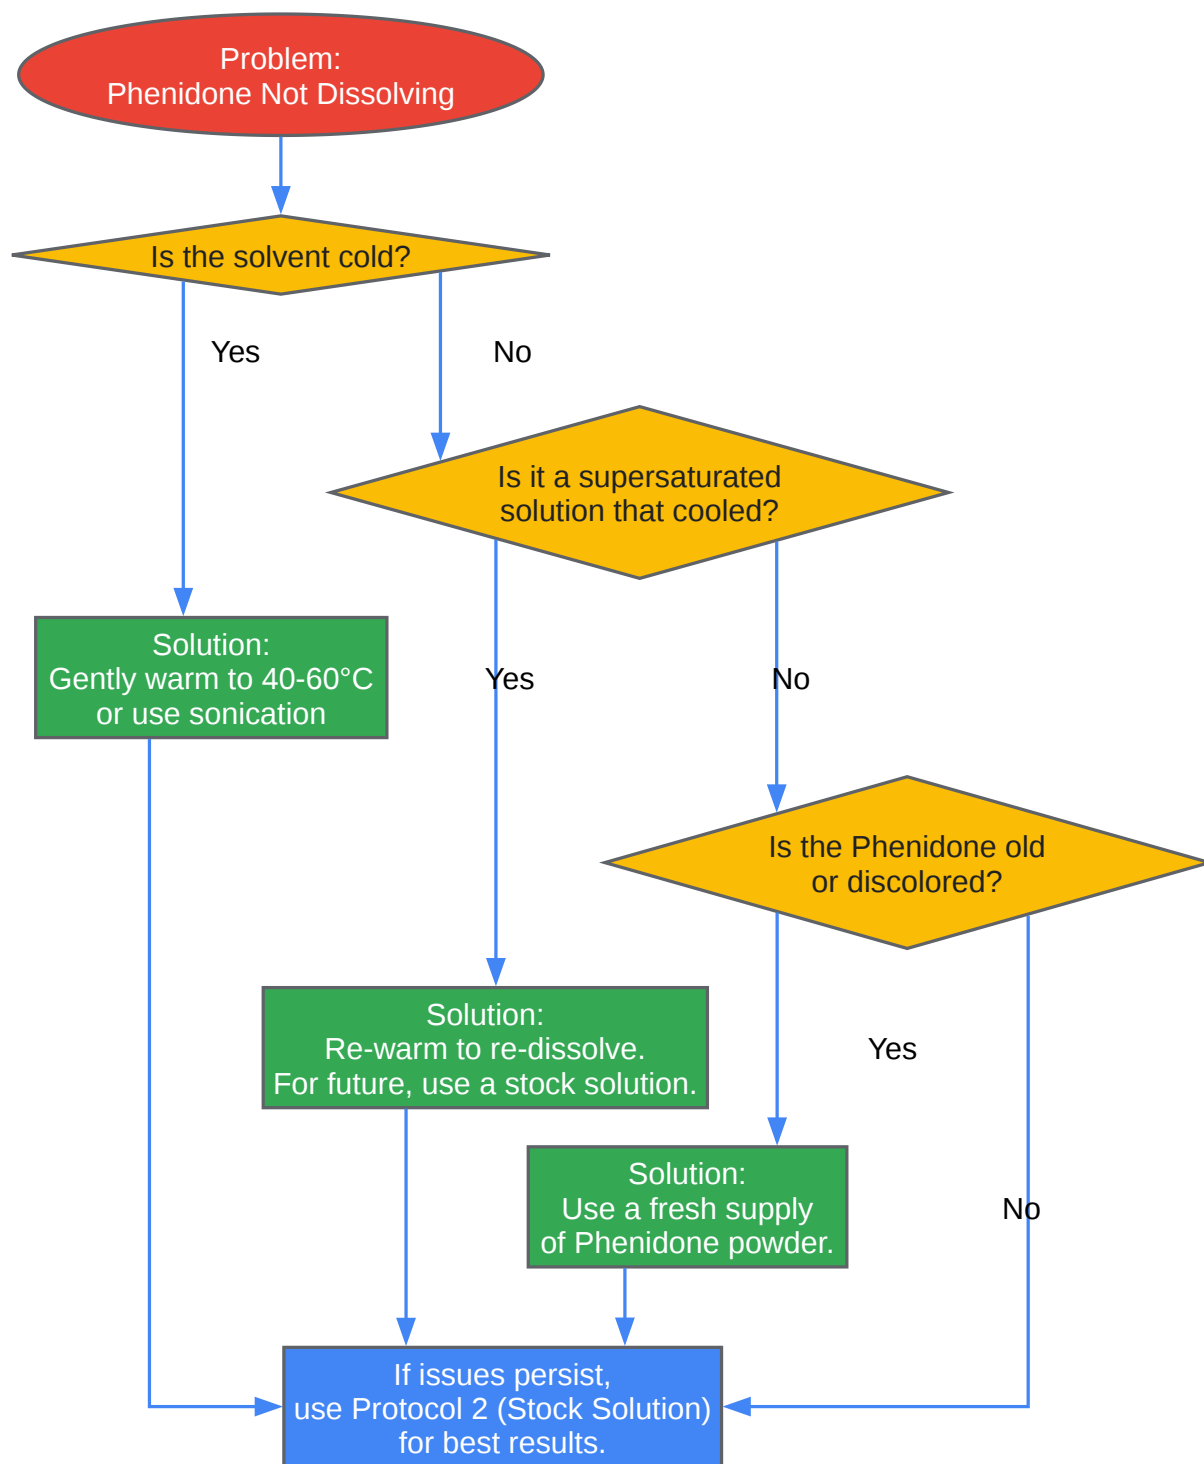 Problem:
Phenidone Not Dissolving
Is the solvent cold?
Yes
No
Is it a supersaturated
solution that cooled?
Solution:
Gently warm to 40-60°C
or use sonication
Yes
No
Is the Phenidone old
or discolored?
Solution:
Re-warm to re-dissolve.
For future, use a stock solution.
Yes
Solution:
Use a fresh supply
of Phenidone powder.
No
If issues persist,
use Protocol 2 (Stock Solution)
for best results.